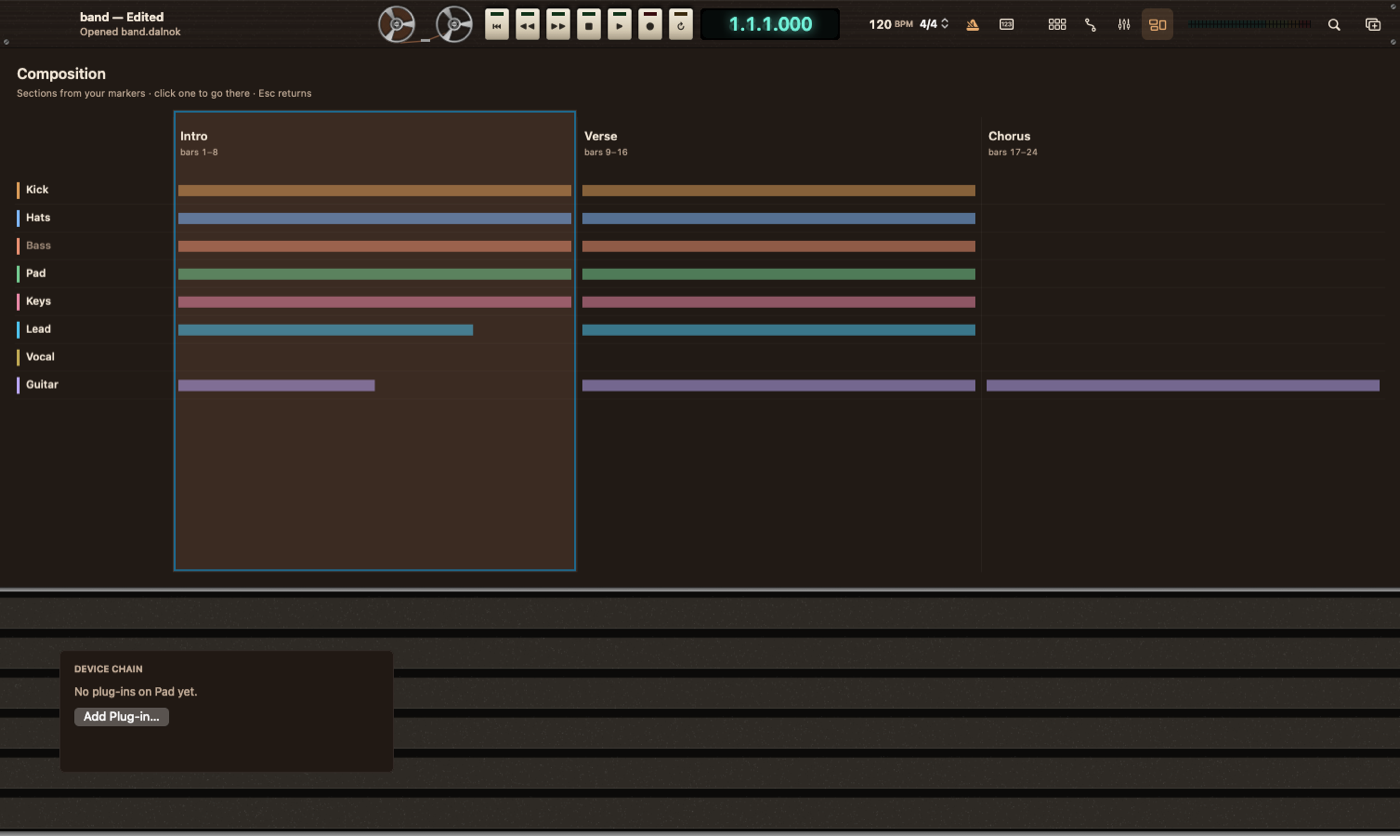 band — Edited
Opened band.dalnok
1.1.1.000
120 BPM 4/4
123
Composition
Sections from your markers · click one to go there · Esc returns
Intro
bars 1–8
Verse
bars 9–16
Chorus
bars 17–24
Kick
Hats
Bass
Pad
Keys
Lead
Vocal
Guitar
DEVICE CHAIN
No plug-ins on Pad yet.
Add Plug-in...